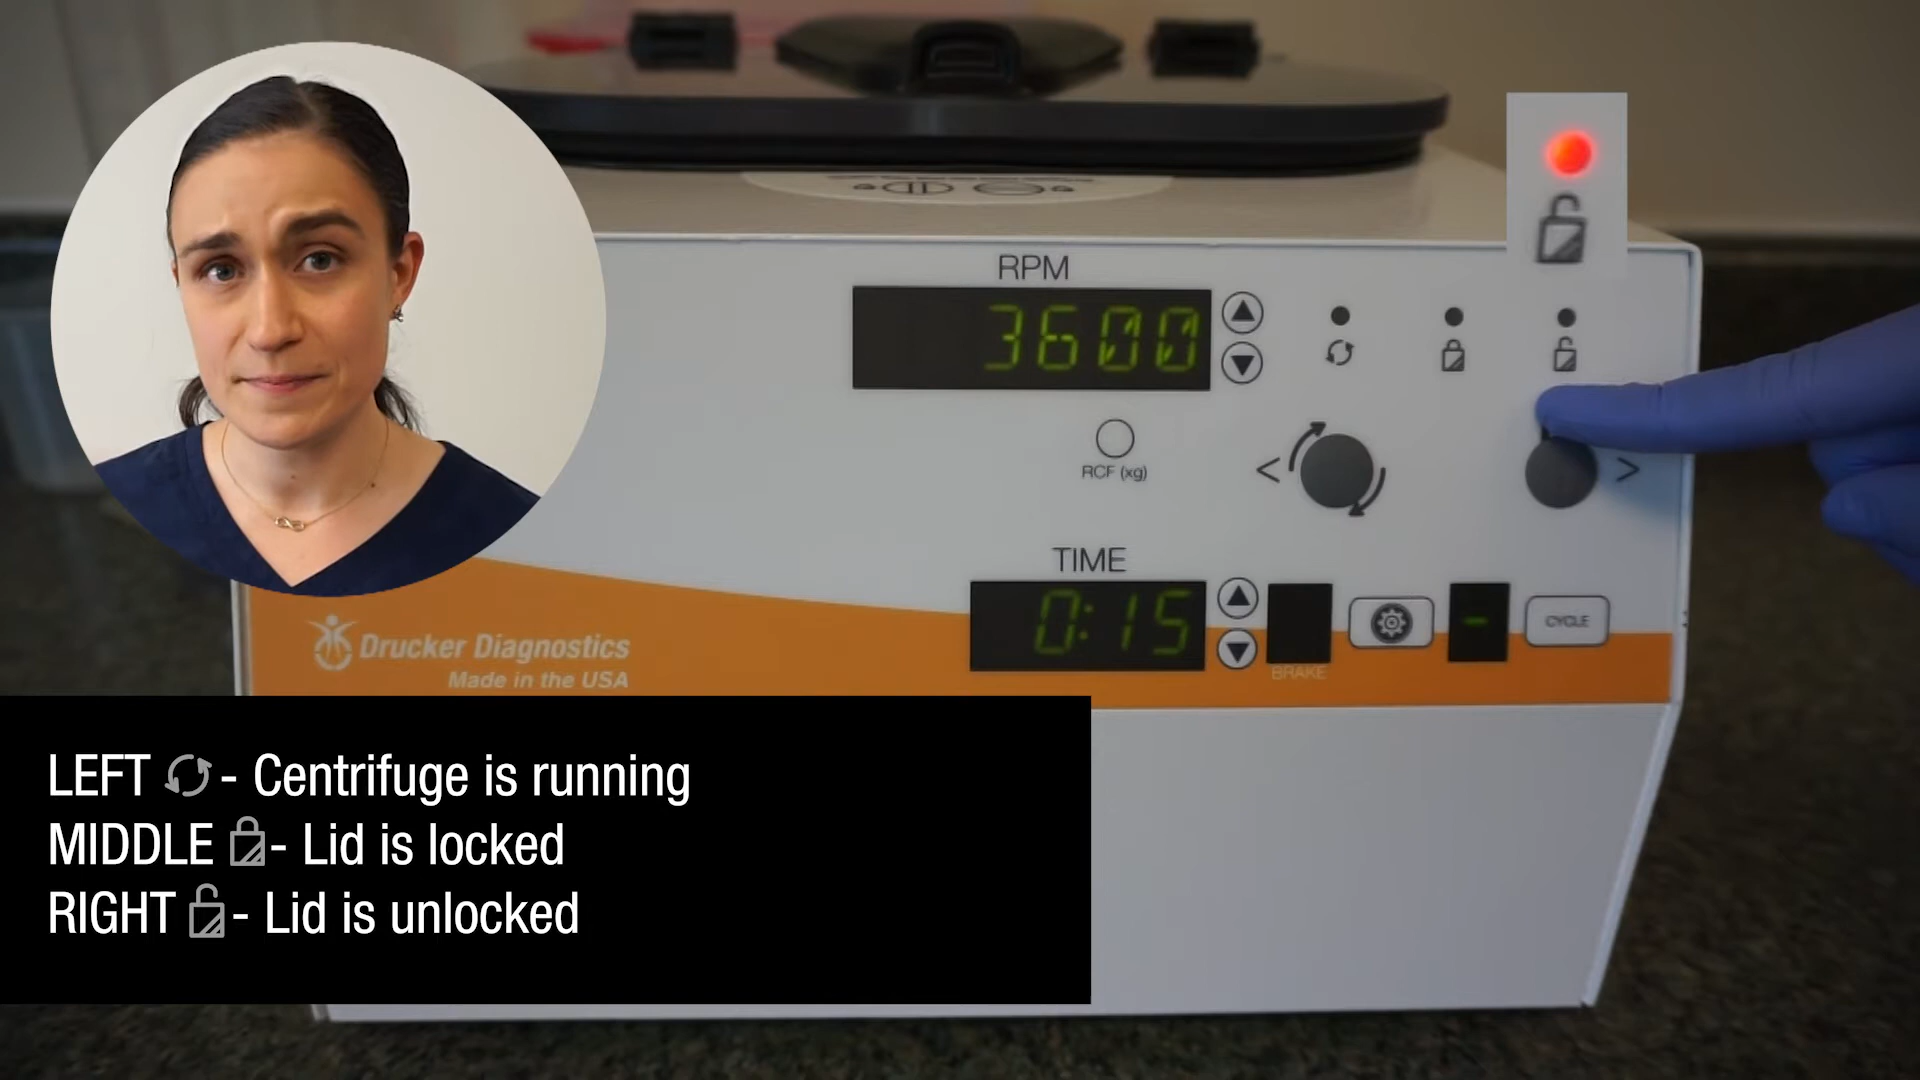 RPM
3600
RCF (xg)
< >
TIME
0:15
BRAKE
-
CYCLE
Drucker Diagnostics
Made in the USA
LEFT - Centrifuge is running
MIDDLE - Lid is locked
RIGHT - Lid is unlocked